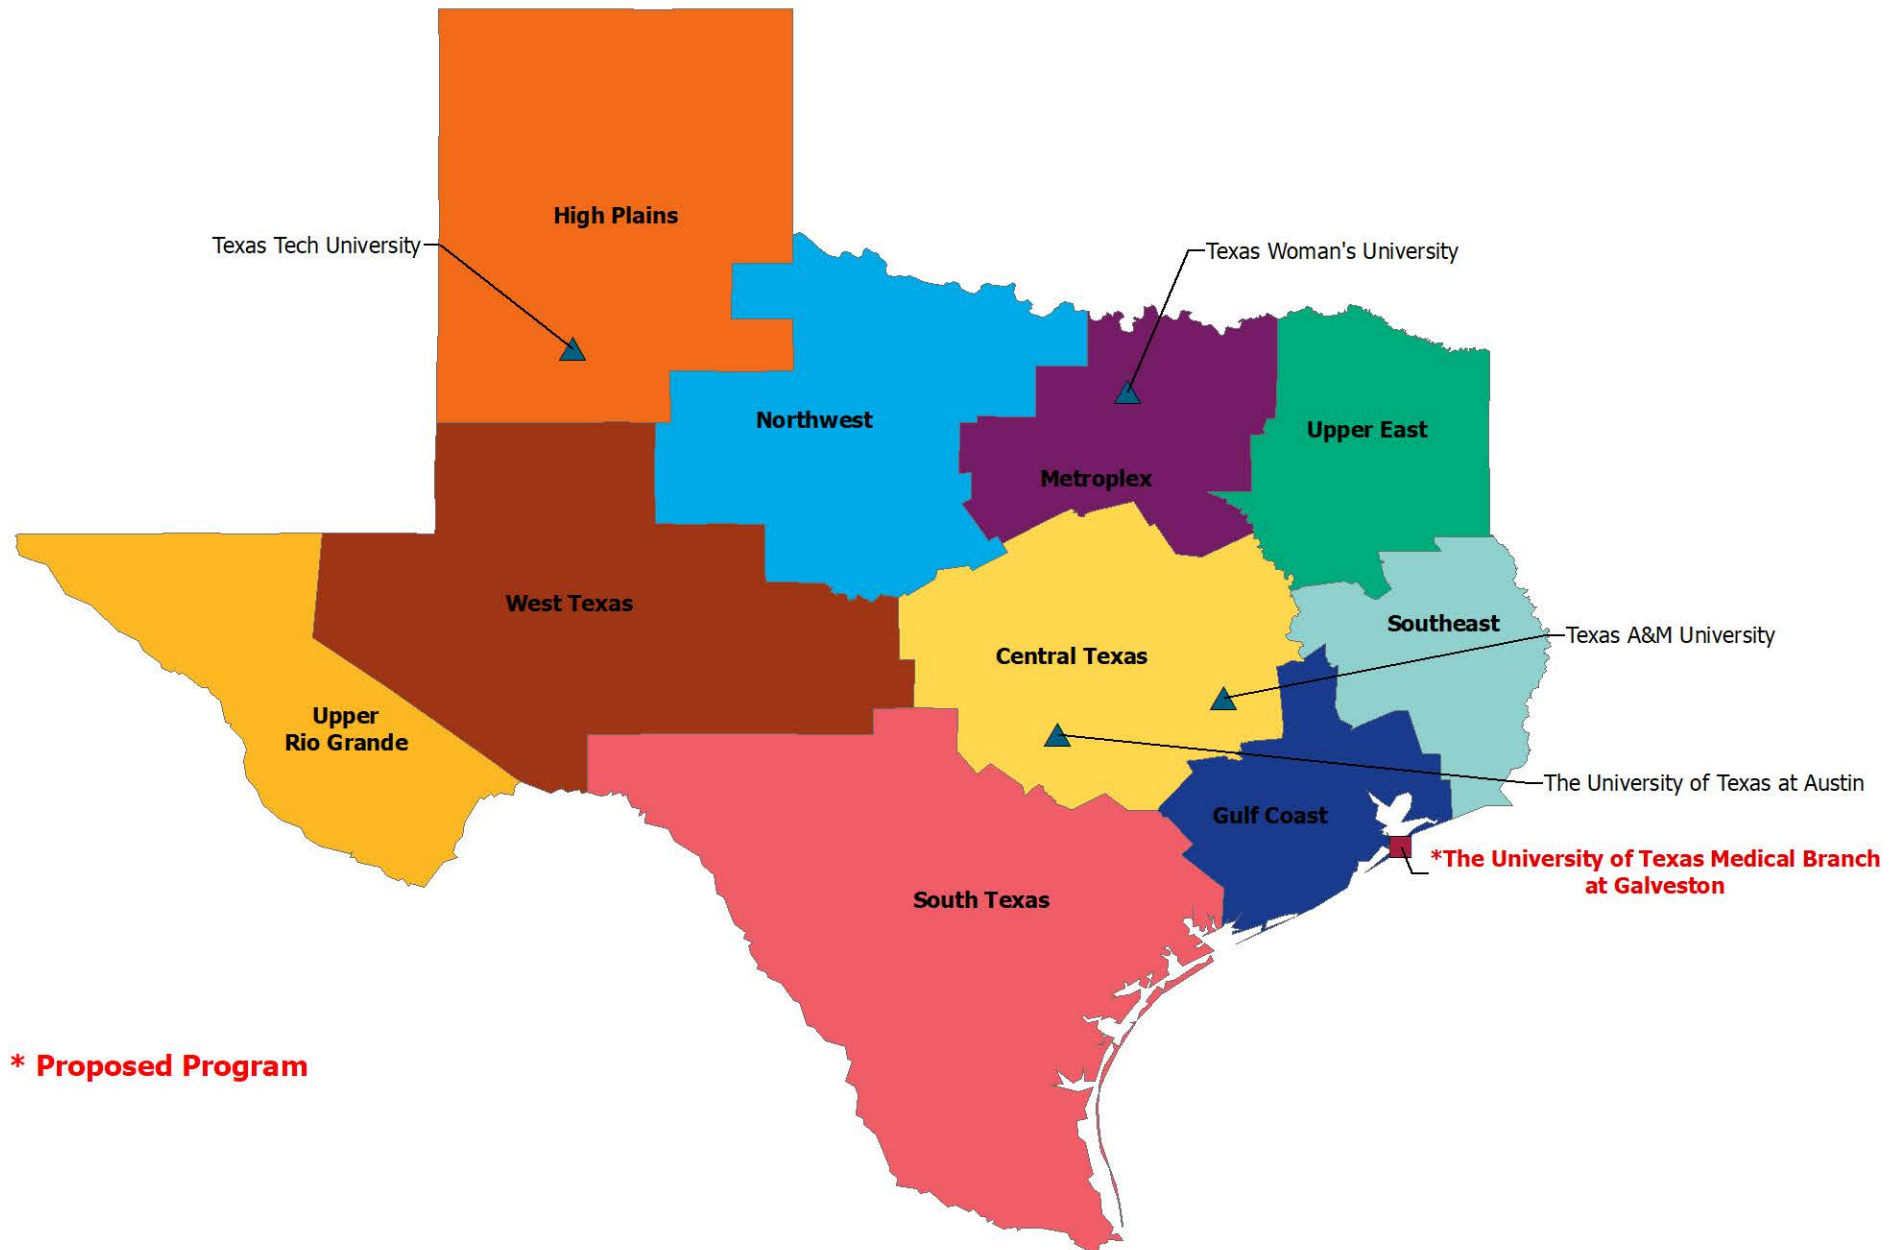 High Plains
Texas Tech University
Texas Woman's University
Northwest
Upper East
Metroplex
West Texas
Southeast
Texas A&M University
Central Texas
Upper
Rio Grande
The University of Texas at Austin
Gulf Coast
*The University of Texas Medical Branch
at Galveston
South Texas
* Proposed Program